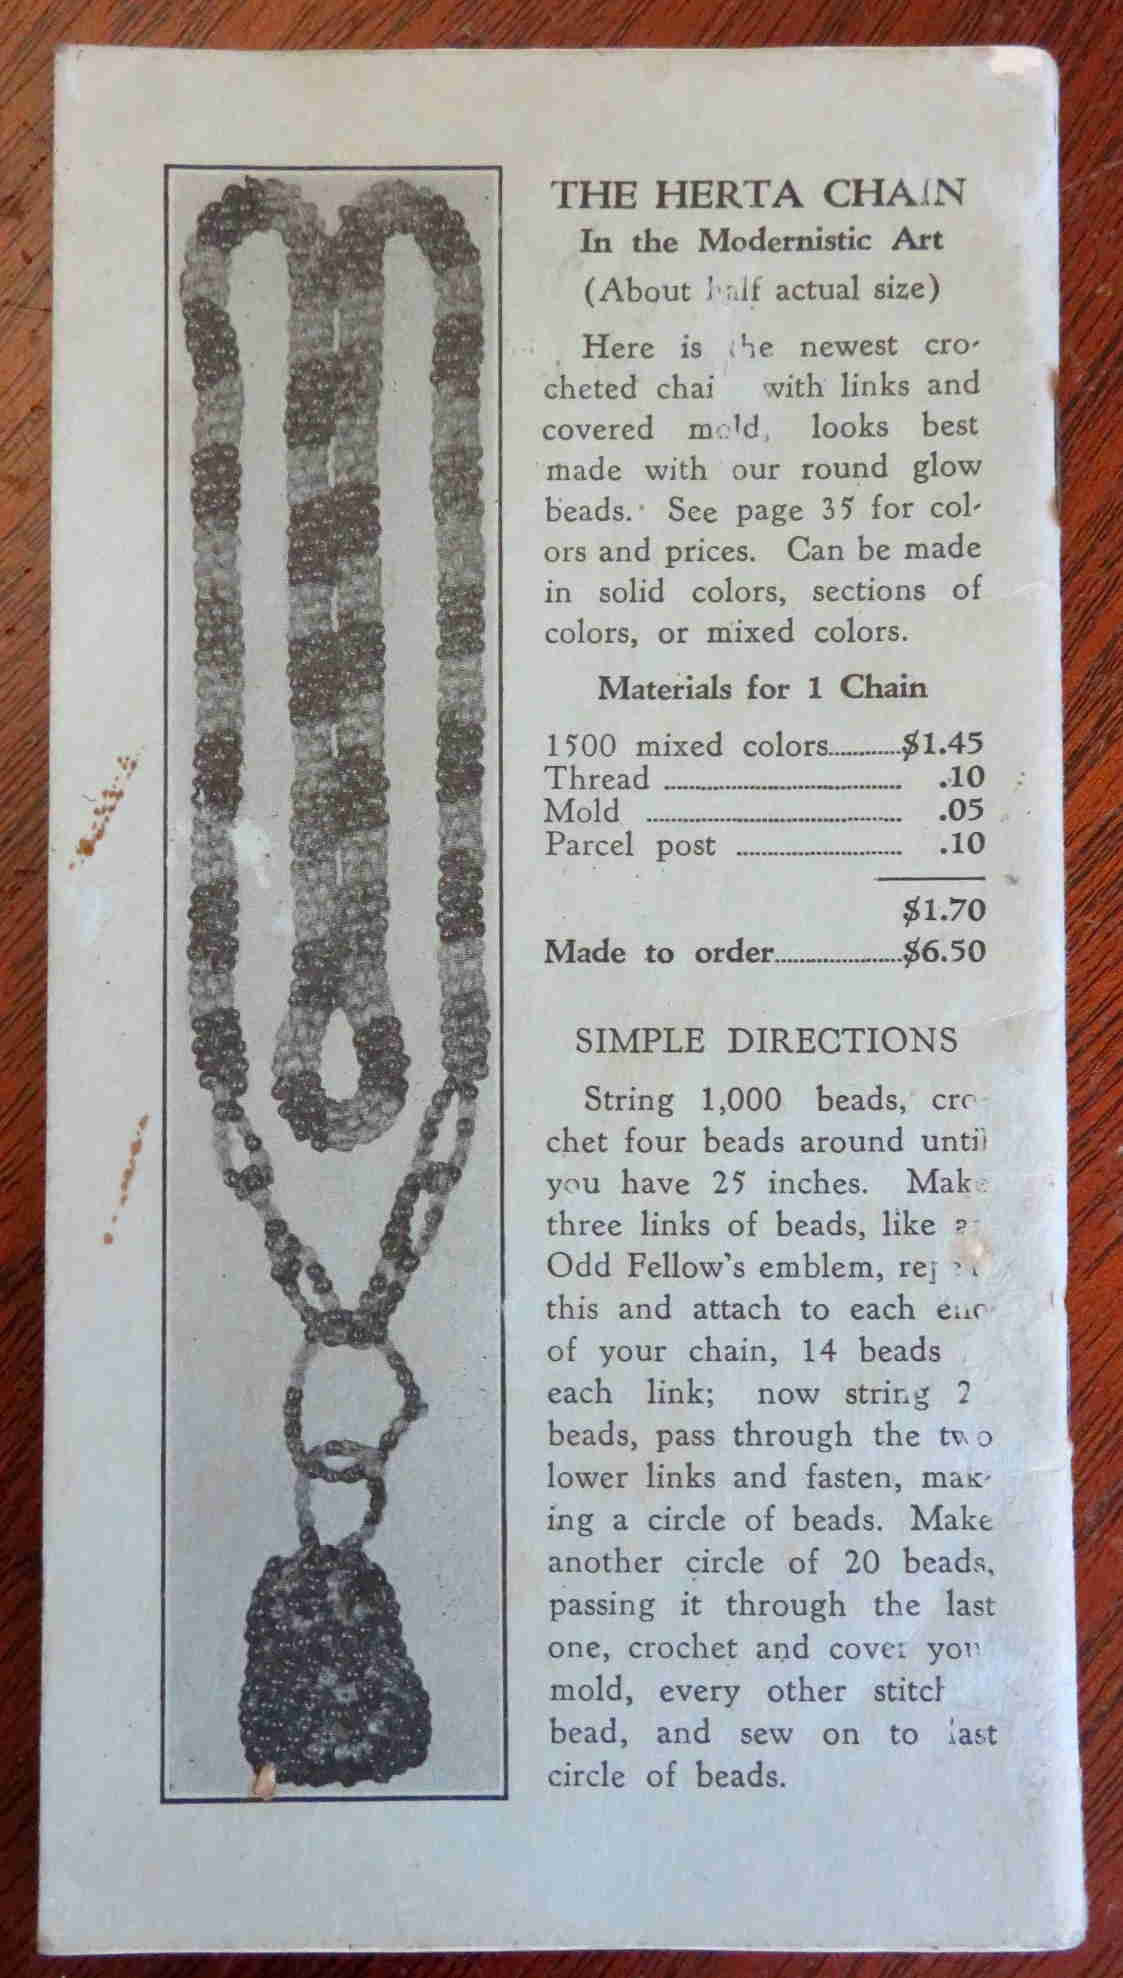 THE HERTA CHAIN
In the Modernistic Art
(About half actual size)
Here is the newest cro-
cheted chai with links and
covered mold, looks best
made with our round glow
beads. See page 35 for col-
ors and prices. Can be made
in solid colors, sections of
colors, or mixed colors.
Materials for 1 Chain
1500 mixed colors............$1.45
Thread .......................................... .10
Mold ............................................. .05
Parcel post ............................. .10
$1.70
Made to order......................$6.50
SIMPLE DIRECTIONS
String 1,000 beads, cro-
chet four beads around until
you have 25 inches. Make
three links of beads, like
Odd Fellow's emblem,
this and attach to each end
of your chain, 14 beads
each link; now string
beads, pass through the two
lower links and fasten, mak-
ing a circle of beads. Make
another circle of 20 beads,
passing it through the last
one, crochet and cover you
mold, every other stitch
bead, and sew on to last
circle of beads.